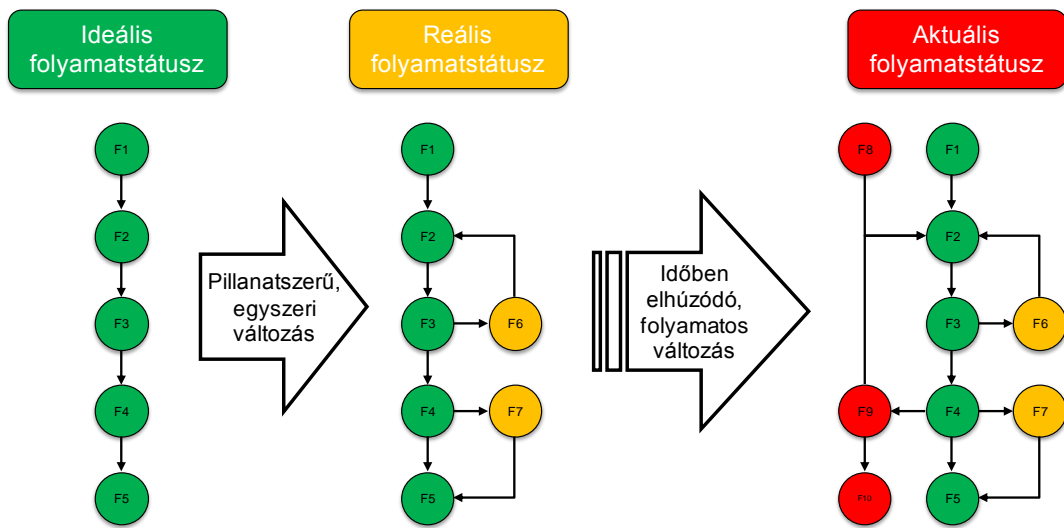 Ideális
folyamatstátusz
Reális
folyamatstátusz
Aktuális
folyamatstátusz
F1
F2
F3
F4
F5
Pillanatszerű,
egyszeri
változás
F1
F2
F3
F6
F4
F7
F5
Időben
elhúzódó,
folyamatos
változás
F8
F1
F2
F3
F6
F9
F4
F7
F10
F5